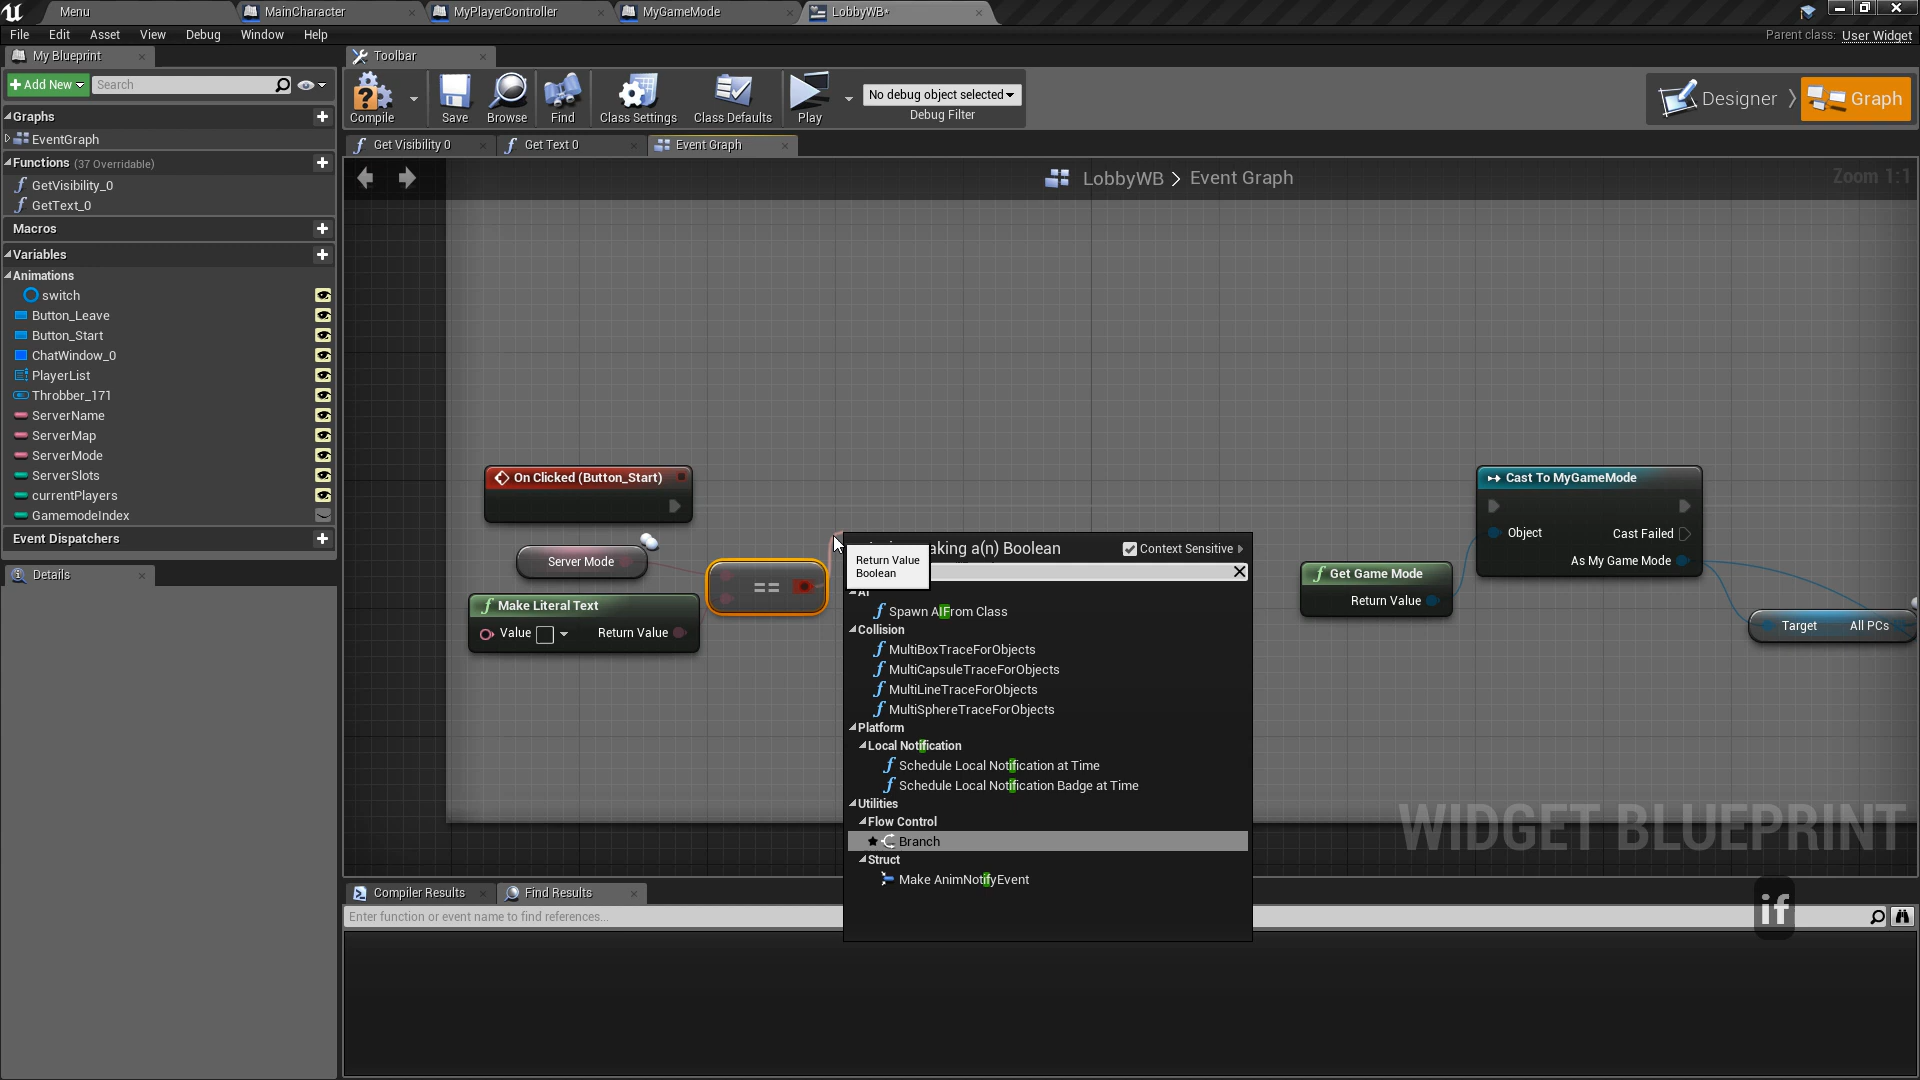 Menu
MainCharacter
MyPlayerController
MyGameMode
LobbyWB*
File Edit Asset View Debug Window Help
Parent class: User Widget
My Blueprint
Toolbar
Add New
Search
Compile
Save
Browse
Find
Class Settings
Class Defaults
Play
No debug object selected
Debug Filter
Designer
Graph
Graphs
EventGraph
Functions (37 Overridable)
GetVisibility_0
GetText_0
Macros
Variables
Animations
switch
Button_Leave
Button_Start
ChatWindow_0
PlayerList
Throbber_171
ServerName
ServerMap
ServerMode
ServerSlots
currentPlayers
GamemodeIndex
Event Dispatchers
Details
Get Visibility 0
Get Text 0
Event Graph
LobbyWB > Event Graph
Zoom 1:1
On Clicked (Button_Start)
Server Mode
Make Literal Text
Value
Return Value
==
Return Value
Boolean
aking a(n) Boolean
Context Sensitive
Spawn AIFrom Class
Collision
MultiBoxTraceForObjects
MultiCapsuleTraceForObjects
MultiLineTraceForObjects
MultiSphereTraceForObjects
Platform
Local Notification
Schedule Local Notification at Time
Schedule Local Notification Badge at Time
Utilities
Flow Control
Branch
Struct
Make AnimNotifyEvent
Get Game Mode
Return Value
Cast To MyGameMode
Object
Cast Failed
As My Game Mode
Target
All PCs
WIDGET BLUEPRINT
Compiler Results
Find Results
Enter function or event name to find references...
if